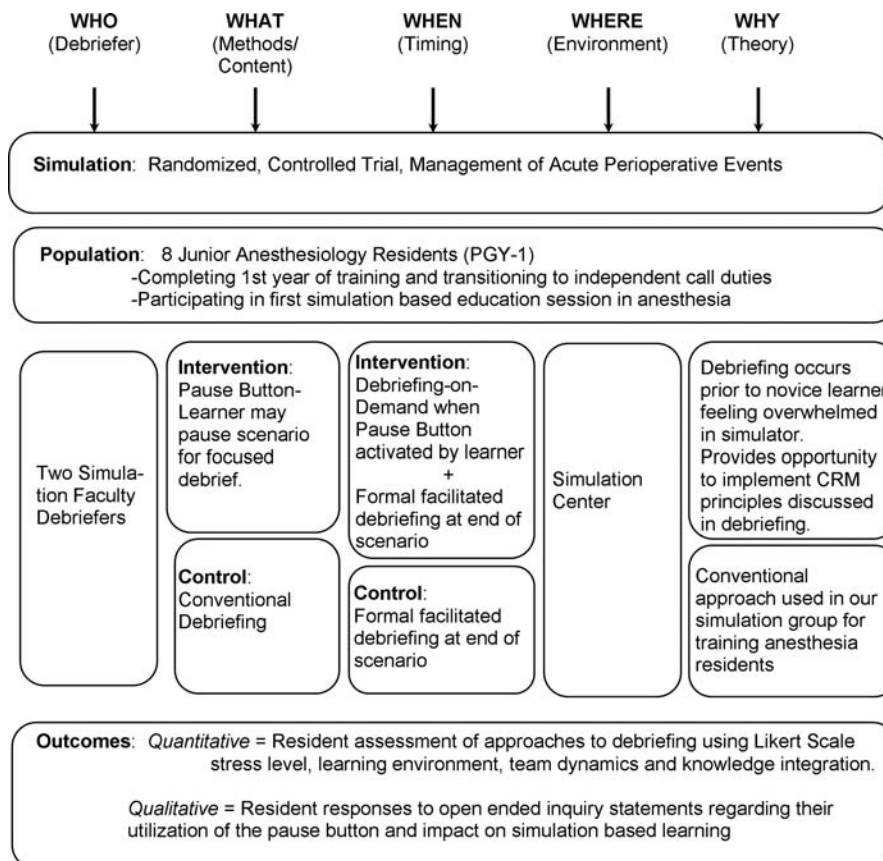 WHO
(Debriefer)
WHAT
(Methods/
Content)
WHEN
(Timing)
WHERE
(Environment)
WHY
(Theory)
Simulation: Randomized, Controlled Trial, Management of Acute Perioperative Events
Population: 8 Junior Anesthesiology Residents (PGY-1)
-Completing 1st year of training and transitioning to independent call duties
-Participating in first simulation based education session in anesthesia
Two Simula-
tion Faculty
Debriefers
Intervention:
Pause Button-
Learner may
pause scenario
for focused
debrief.
Control:
Conventional
Debriefing
Intervention:
Debriefing-on-
Demand when
Pause Button
activated by learner
+
Formal facilitated
debriefing at end of
scenario
Control:
Formal facilitated
debriefing at end of
scenario
Simulation
Center
Debriefing occurs
prior to novice learner
feeling overwhelmed
in simulator.
Provides opportunity
to implement CRM
principles discussed
in debriefing.
Conventional
approach used in our
simulation group for
training anesthesia
residents
Outcomes: Quantitative = Resident assessment of approaches to debriefing using Likert Scale
stress level, learning environment, team dynamics and knowledge integration.
Qualitative = Resident responses to open ended inquiry statements regarding their
utilization of the pause button and impact on simulation based learning